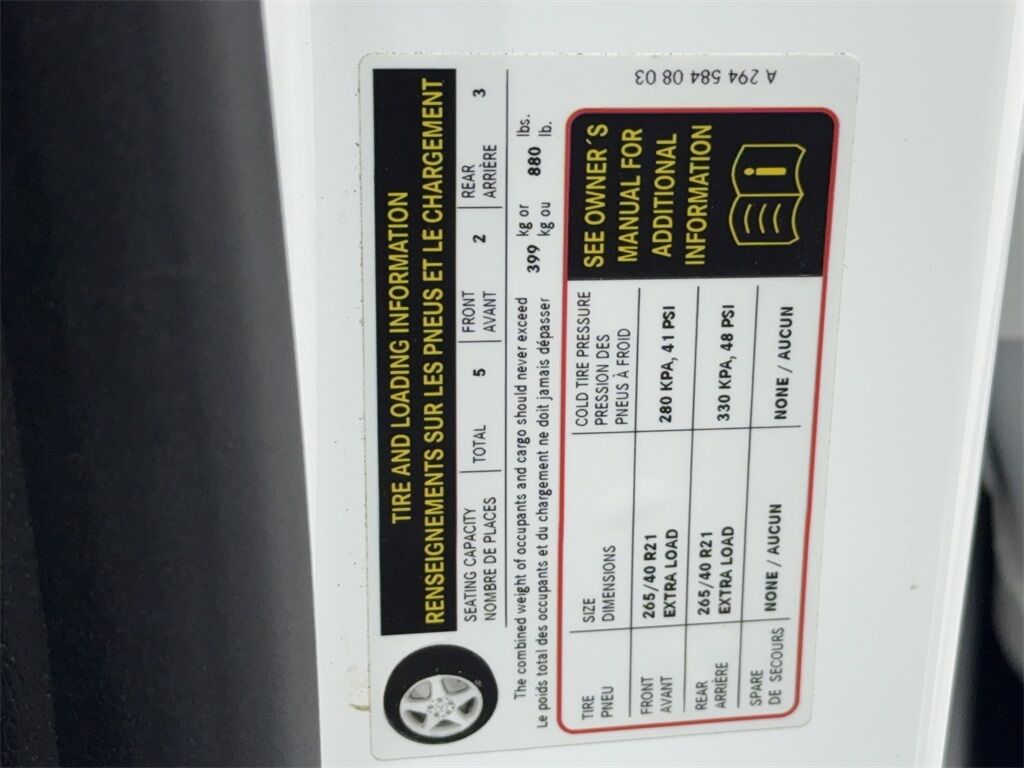 TIRE AND LOADING INFORMATION
RENSEIGNEMENTS SUR LES PNEUS ET LE CHARGEMENT
SEATING CAPACITY
NOMBRE DE PLACES
TOTAL 5
FRONT
AVANT
2
REAR
ARRIÈRE
3
The combined weight of occupants and cargo should never exceed 399 kg or 880 lbs.
Le poids total des occupants et du chargement ne doit jamais dépasser kg ou lb.
TIRE
PNEU
SIZE
DIMENSIONS
COLD TIRE PRESSURE
PRESSION DES
PNEUS À FROID
FRONT
AVANT
265/40 R21
EXTRA LOAD
280 KPA, 41 PSI
REAR
ARRIÈRE
265/40 R21
EXTRA LOAD
330 KPA, 48 PSI
SPARE
DE SECOURS
NONE / AUCUN
NONE / AUCUN
SEE OWNER´S
MANUAL FOR
ADDITIONAL
INFORMATION
A 294 584 08 03